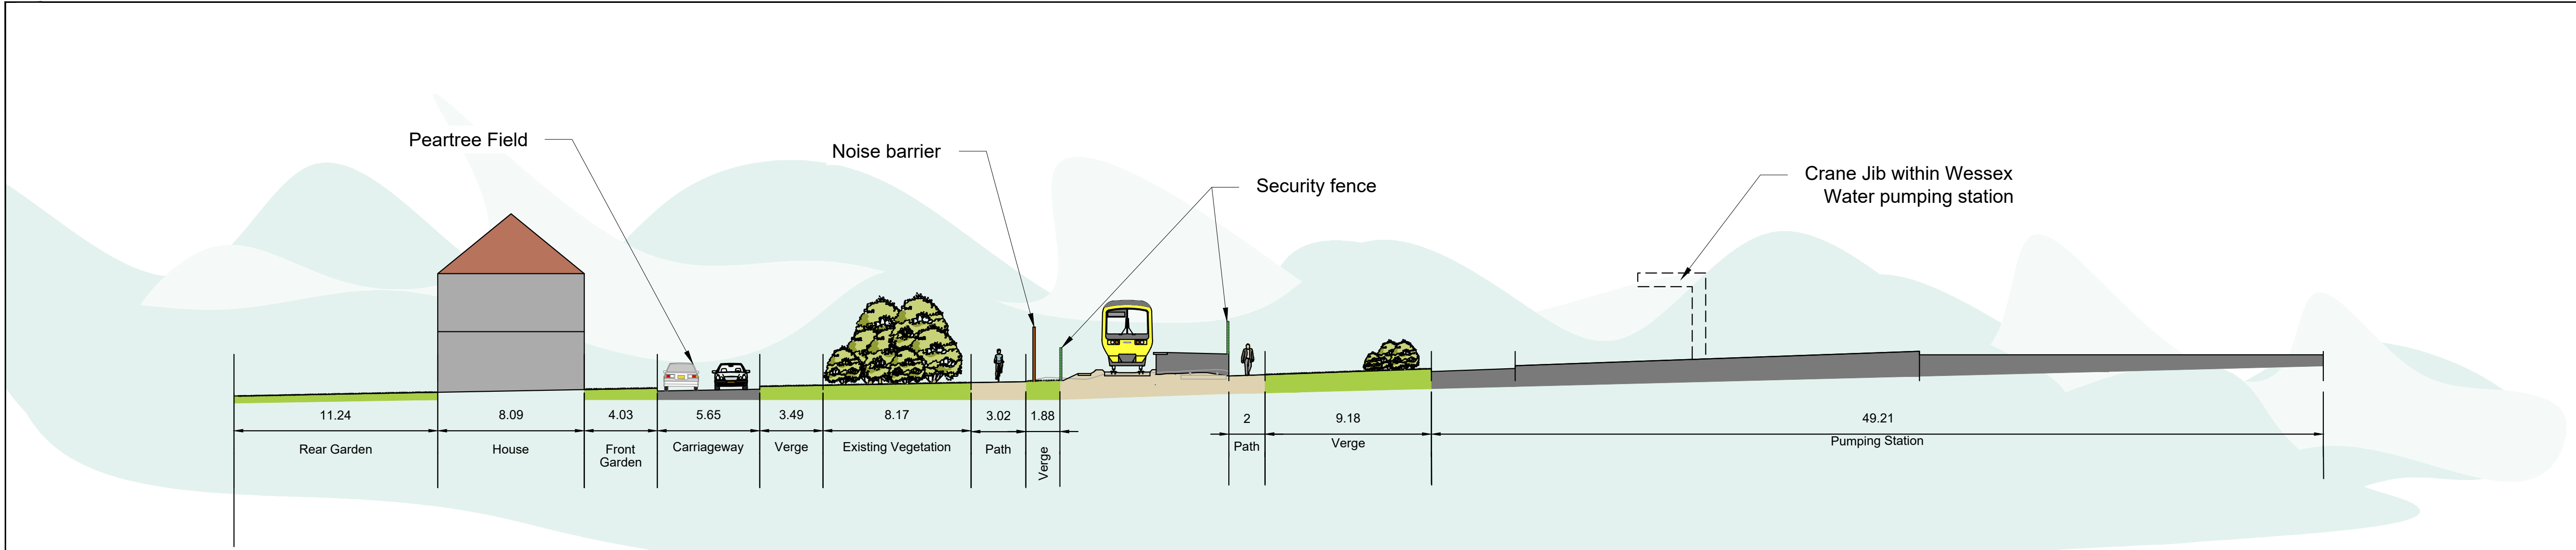 Peartree Field
Noise barrier
Security fence
Crane Jib within Wessex
Water pumping station
11.24
8.09
4.03
5.65
3.49
8.17
3.02
1.88
2
9.18
49.21
Rear Garden
House
Front
Garden
Carriageway
Verge
Existing Vegetation
Path
Verge
Path
Verge
Pumping Station